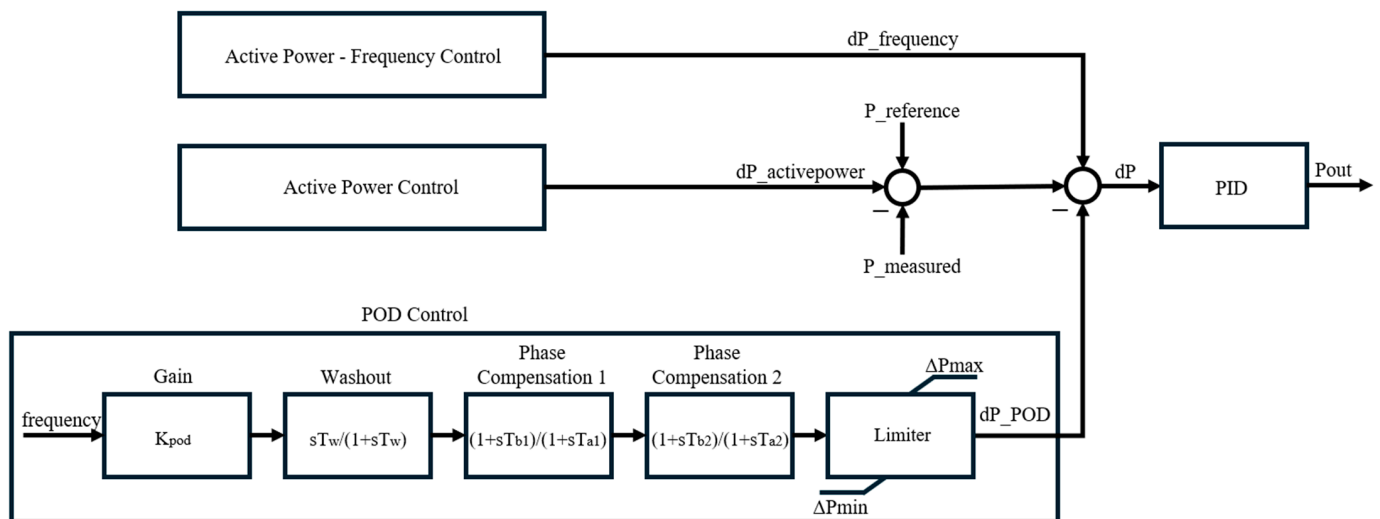 Active Power - Frequency Control
dP_frequency
P_reference
Active Power Control
dP_activepower
dP
PID
Pout
P_measured
POD Control
Gain
Washout
Phase
Compensation 1
Phase
Compensation 2
ΔPmax
frequency
Kpod
sTw/(1+sTw)
(1+sTb1)/(1+sTa1)
(1+sTb2)/(1+sTa2)
Limiter
dP_POD
ΔPmin